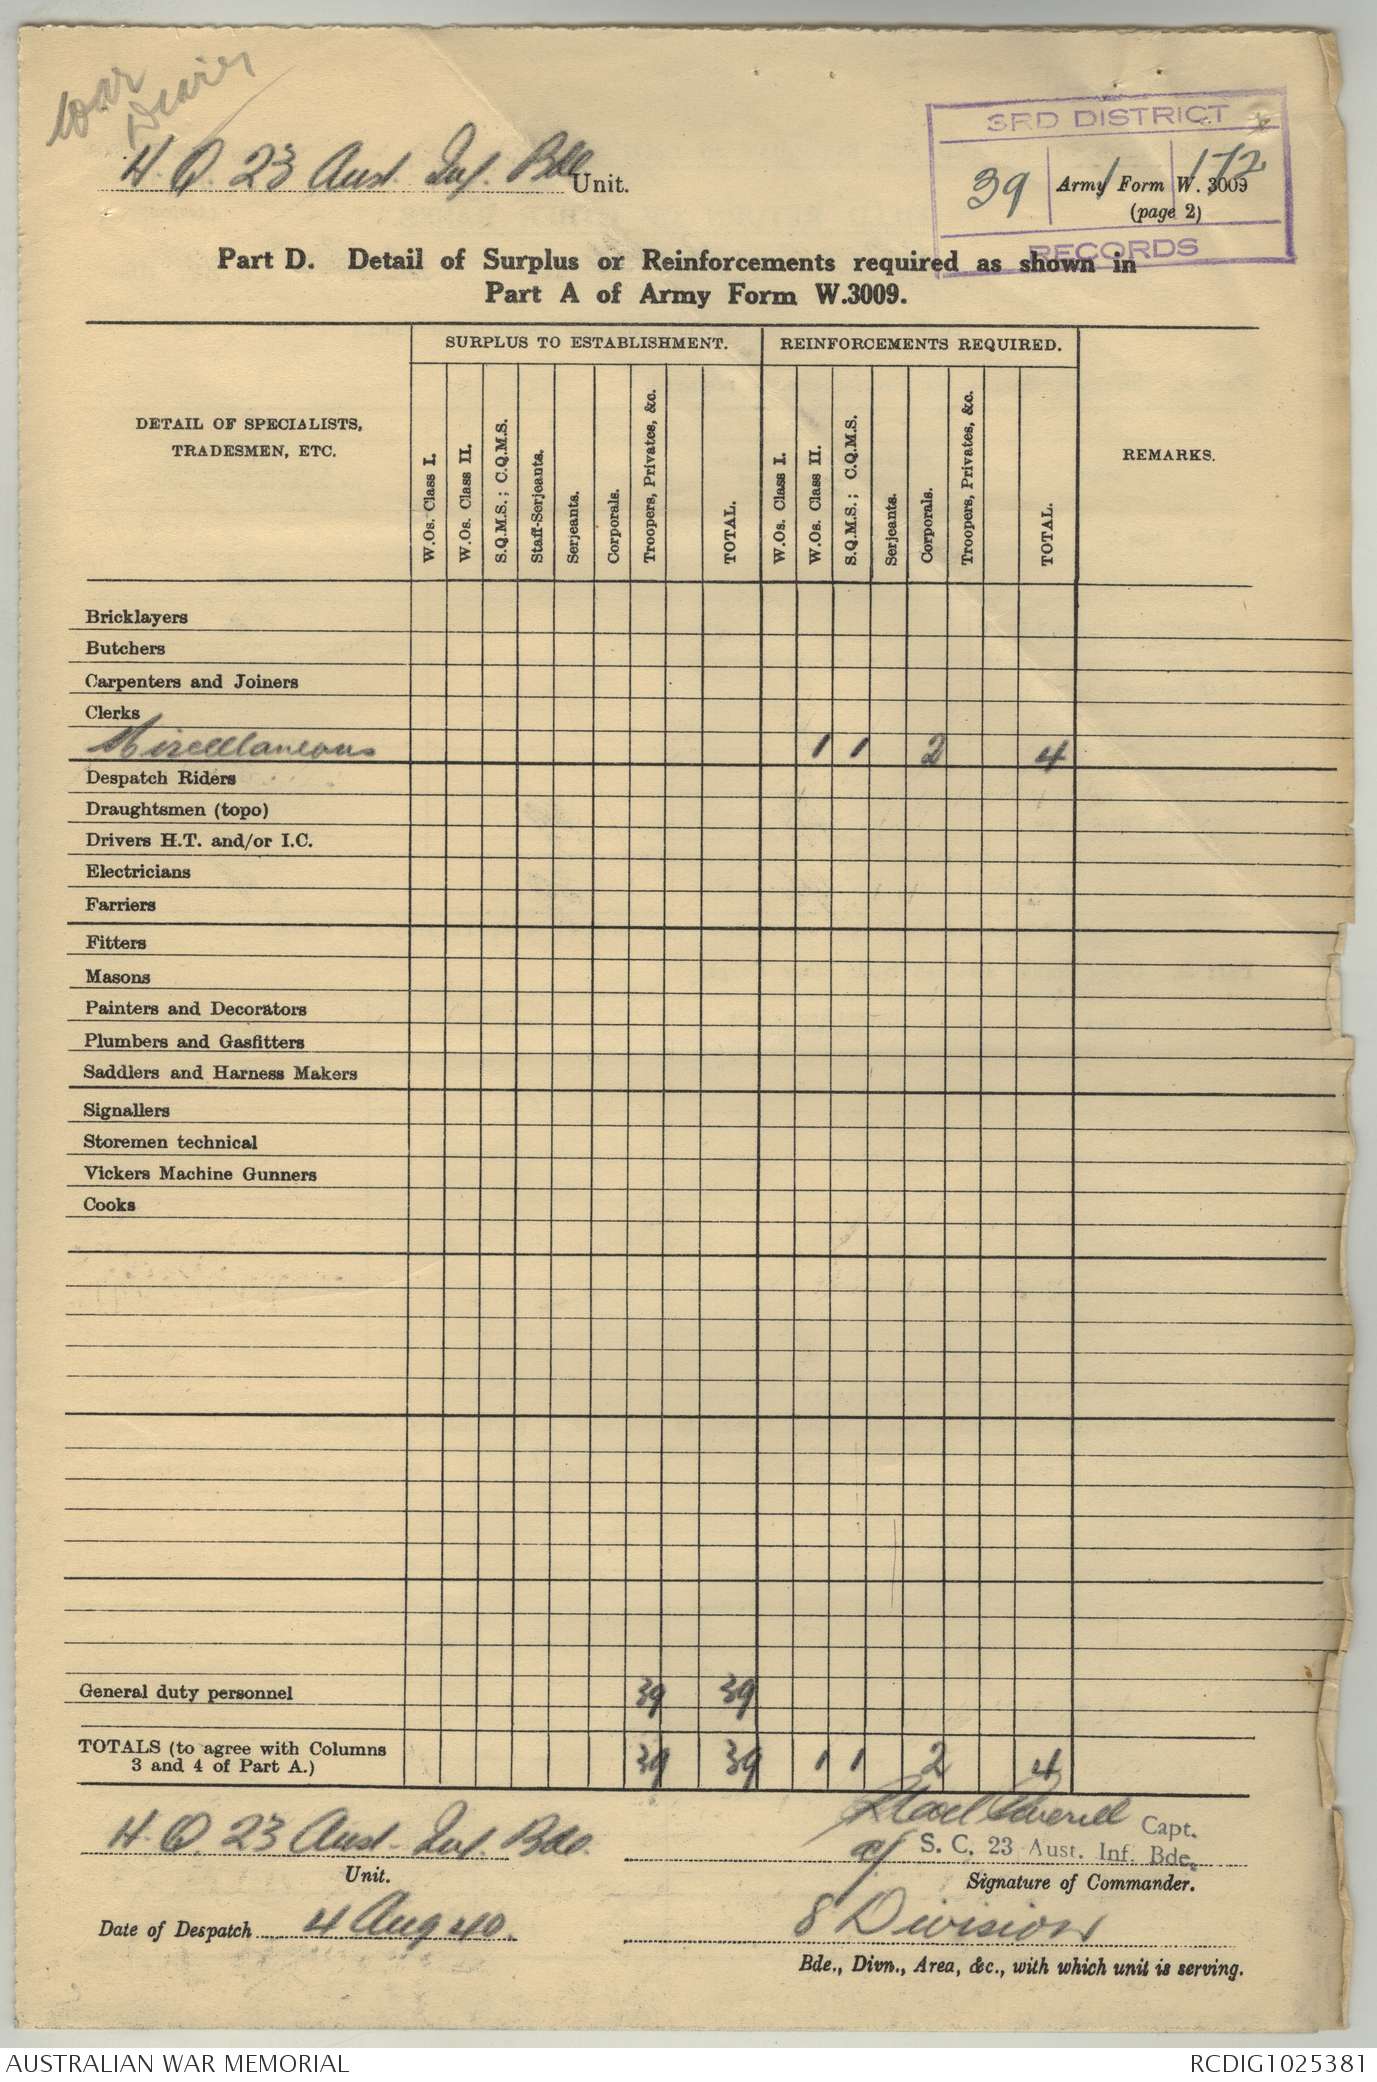 War
Diary
3RD DISTRICT
39 / 172
RECORDS
H.Q. 23 Aust. Inf. Bde Unit.
Army Form W. 3009
(page 2)
Part D. Detail of Surplus or Reinforcements required as shown in
Part A of Army Form W.3009.
DETAIL OF SPECIALISTS,
TRADESMEN, ETC.
SURPLUS TO ESTABLISHMENT.
REINFORCEMENTS REQUIRED.
REMARKS.
W.Os. Class I.
W.Os. Class II.
S.Q.M.S.; C.Q.M.S.
Staff-Serjeants.
Serjeants.
Corporals.
Troopers, Privates, &c.
TOTAL.
W.Os. Class I.
W.Os. Class II.
S.Q.M.S.; C.Q.M.S.
Serjeants.
Corporals.
Troopers, Privates, &c.
TOTAL.
Bricklayers
Butchers
Carpenters and Joiners
Clerks
Miscellaneous 1 1 2 4
Despatch Riders
Draughtsmen (topo)
Drivers H.T. and/or I.C.
Electricians
Farriers
Fitters
Masons
Painters and Decorators
Plumbers and Gasfitters
Saddlers and Harness Makers
Signallers
Storemen technical
Vickers Machine Gunners
Cooks
General duty personnel 39 39
TOTALS (to agree with Columns
3 and 4 of Part A.) 39 39 1 1 2 4
H.Q. 23 Aust. Inf. Bde.
Unit.
Date of Despatch 4 Aug 40.
Capt.
S. C. 23 Aust. Inf. Bde.
Signature of Commander.
8 Division
Bde., Divn., Area, &c., with which unit is serving.
AUSTRALIAN WAR MEMORIAL
RCDIG1025381